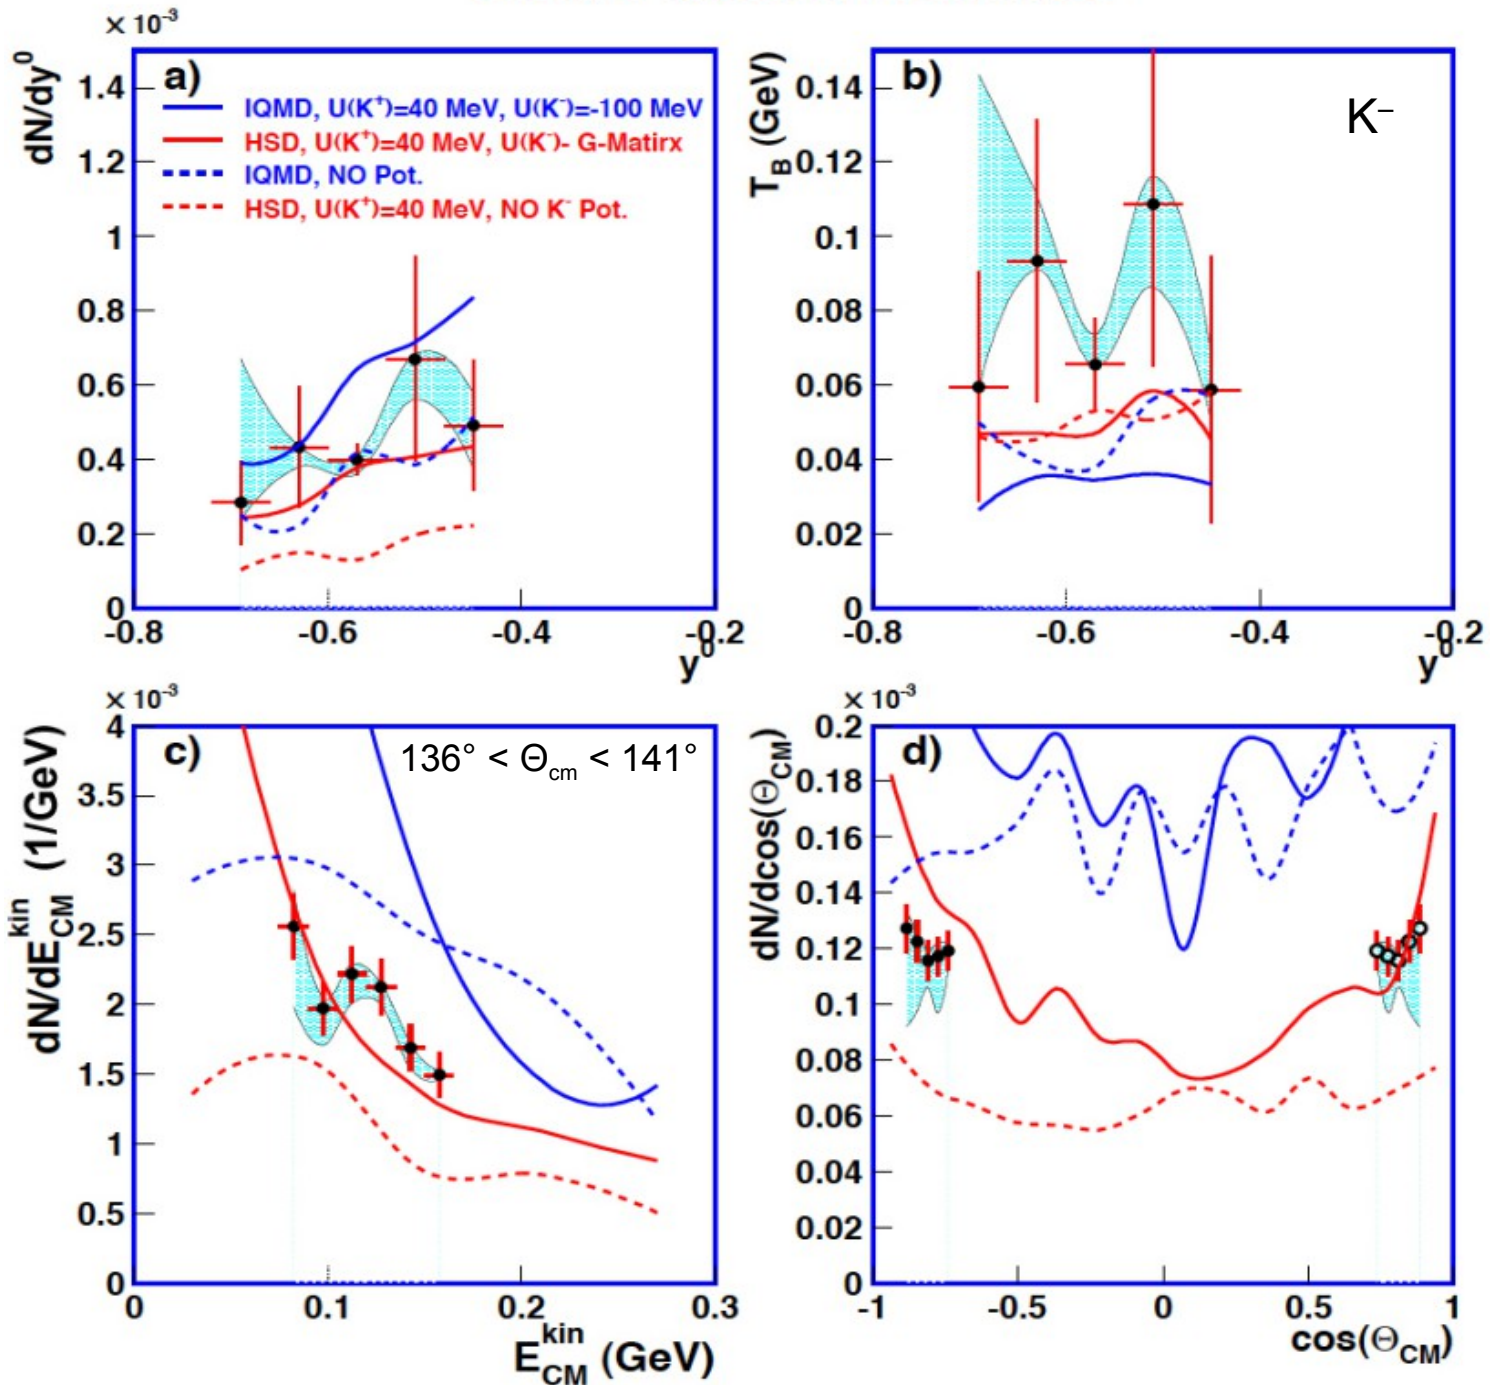 × 10⁻³
dN/dy⁰
a)
IQMD, U(K⁺)=40 MeV, U(K⁻)=-100 MeV
HSD, U(K⁺)=40 MeV, U(K⁻)- G-Matirx
IQMD, NO Pot.
HSD, U(K⁺)=40 MeV, NO K⁻ Pot.
1.4
1.2
1
0.8
0.6
0.4
0.2
0
-0.8 -0.6 -0.4 -0.2
y⁰
b)
K⁻
T_B (GeV)
0.14
0.12
0.1
0.08
0.06
0.04
0.02
0
-0.8 -0.6 -0.4 -0.2
y⁰
× 10⁻³
c)
136° < Θ_cm < 141°
dN/dE_CM^kin (1/GeV)
4
3.5
3
2.5
2
1.5
1
0.5
0
0 0.1 0.2 0.3
E_CM^kin (GeV)
× 10⁻³
d)
dN/dcos(Θ_CM)
0.2
0.18
0.16
0.14
0.12
0.1
0.08
0.06
0.04
0.02
0
-1 -0.5 0 0.5 1
cos(Θ_CM)